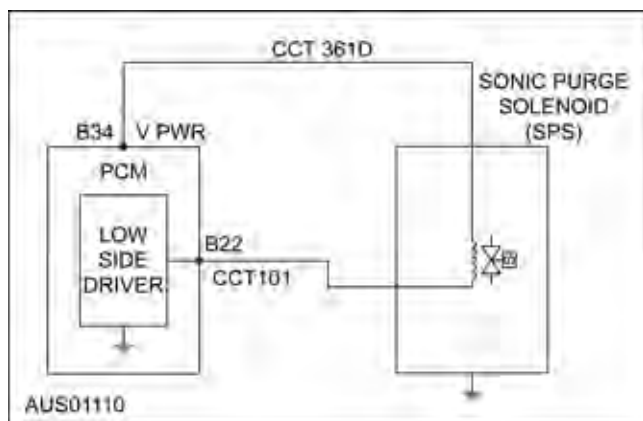 CCT 361D
SONIC PURGE
SOLENOID
(SPS)
B34 V PWR
PCM
LOW
SIDE
DRIVER
B22
CCT101
AUS01110